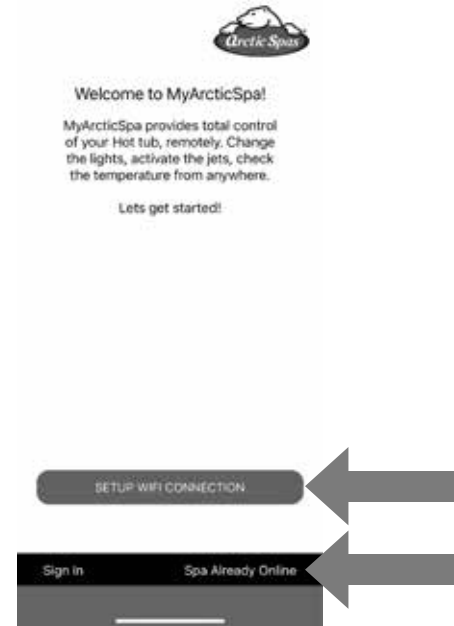 Arctic Spas
Welcome to MyArcticSpa!
MyArcticSpa provides total control
of your Hot tub, remotely. Change
the lights, activate the jets, check
the temperature from anywhere.
Lets get started!
SETUP WIFI CONNECTION
Sign In
Spa Already Online